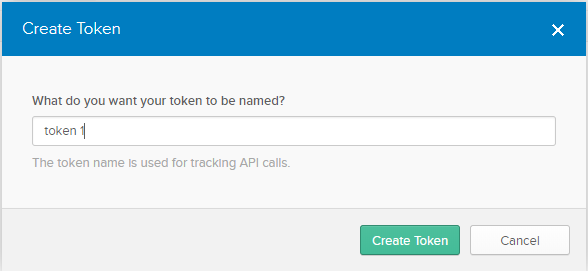 Create Token
What do you want your token to be named?
token 1
The token name is used for tracking API calls.
Create Token
Cancel